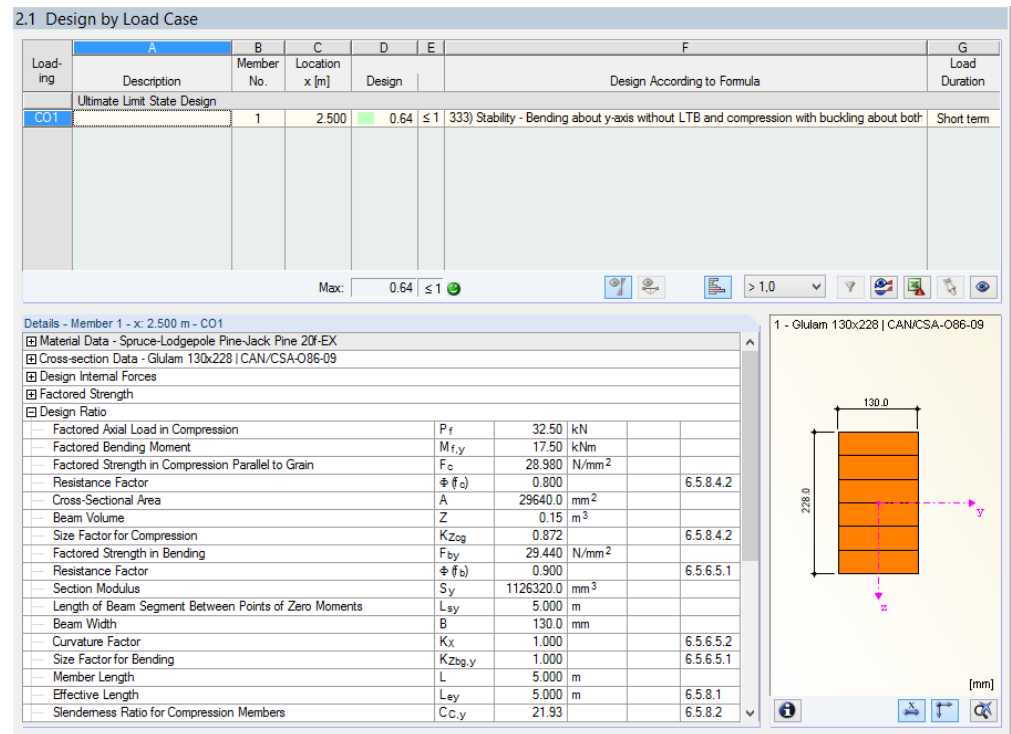 2.1 Design by Load Case
A B C D E F G
Load- Member Location Load
ing Description No. x [m] Design Design According to Formula Duration
Ultimate Limit State Design
CO1 1 2.500 0.64 ≤ 1 333) Stability - Bending about y-axis without LTB and compression with buckling about both Short term
Max: 0.64 ≤ 1 > 1,0
Details - Member 1 - x: 2.500 m - CO1
Material Data - Spruce-Lodgepole Pine-Jack Pine 20f-EX
Cross-section Data - Glulam 130x228 | CAN/CSA-O86-09
Design Internal Forces
Factored Strength
Design Ratio
Factored Axial Load in Compression Pf 32.50 kN
Factored Bending Moment Mf,y 17.50 kNm
Factored Strength in Compression Parallel to Grain Fc 28.980 N/mm2
Resistance Factor Φ (fc) 0.800 6.5.8.4.2
Cross-Sectional Area A 29640.0 mm2
Beam Volume Z 0.15 m3
Size Factor for Compression KZcg 0.872 6.5.8.4.2
Factored Strength in Bending Fby 29.440 N/mm2
Resistance Factor Φ (fb) 0.900 6.5.6.5.1
Section Modulus Sy 1126320.0 mm3
Length of Beam Segment Between Points of Zero Moments Lsy 5.000 m
Beam Width B 130.0 mm
Curvature Factor KX 1.000 6.5.6.5.2
Size Factor for Bending KZbg,y 1.000 6.5.6.5.1
Member Length L 5.000 m
Effective Length Ley 5.000 m 6.5.8.1
Slenderness Ratio for Compression Members CC,y 21.93 6.5.8.2
1 - Glulam 130x228 | CAN/CSA-O86-09
130.0
228.0
y
z
[mm]